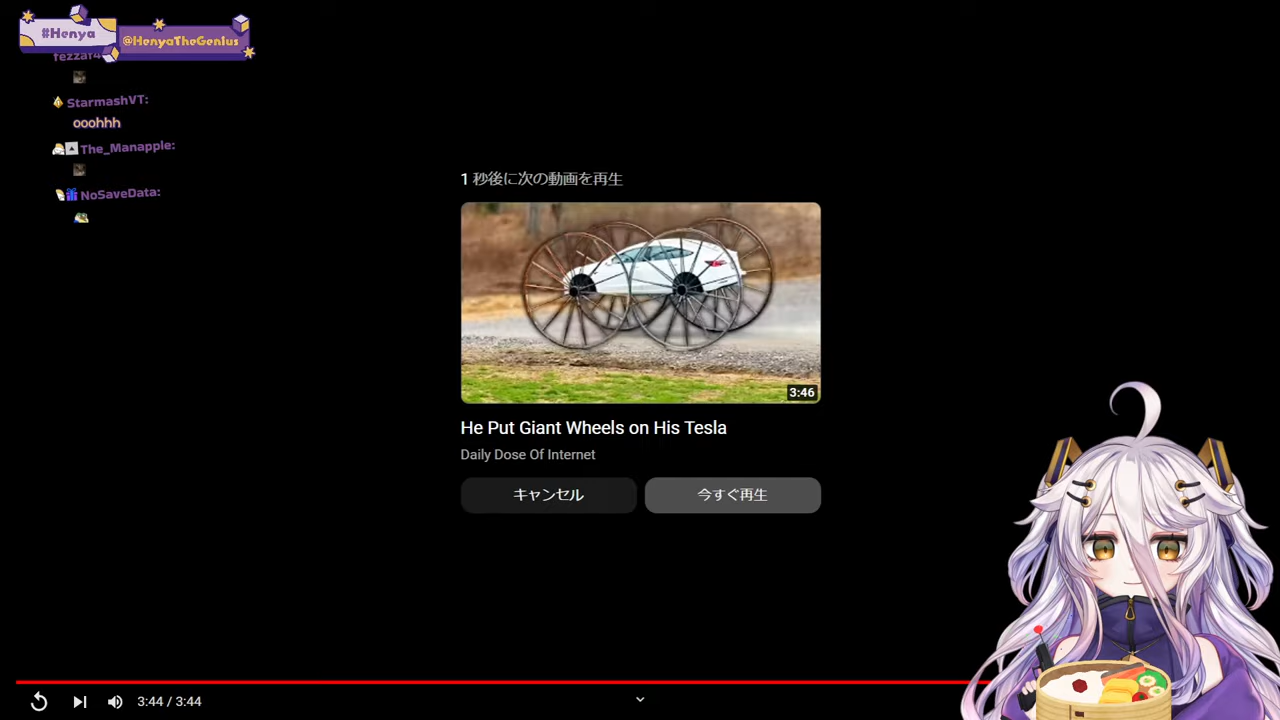 #Henya
@HenyaTheGenius
StarmashVT:
ooohhh
The_Manapple:
NoSaveData:
1 秒後に次の動画を再生
3:46
He Put Giant Wheels on His Tesla
Daily Dose Of Internet
キャンセル
今すぐ再生
3:44 / 3:44